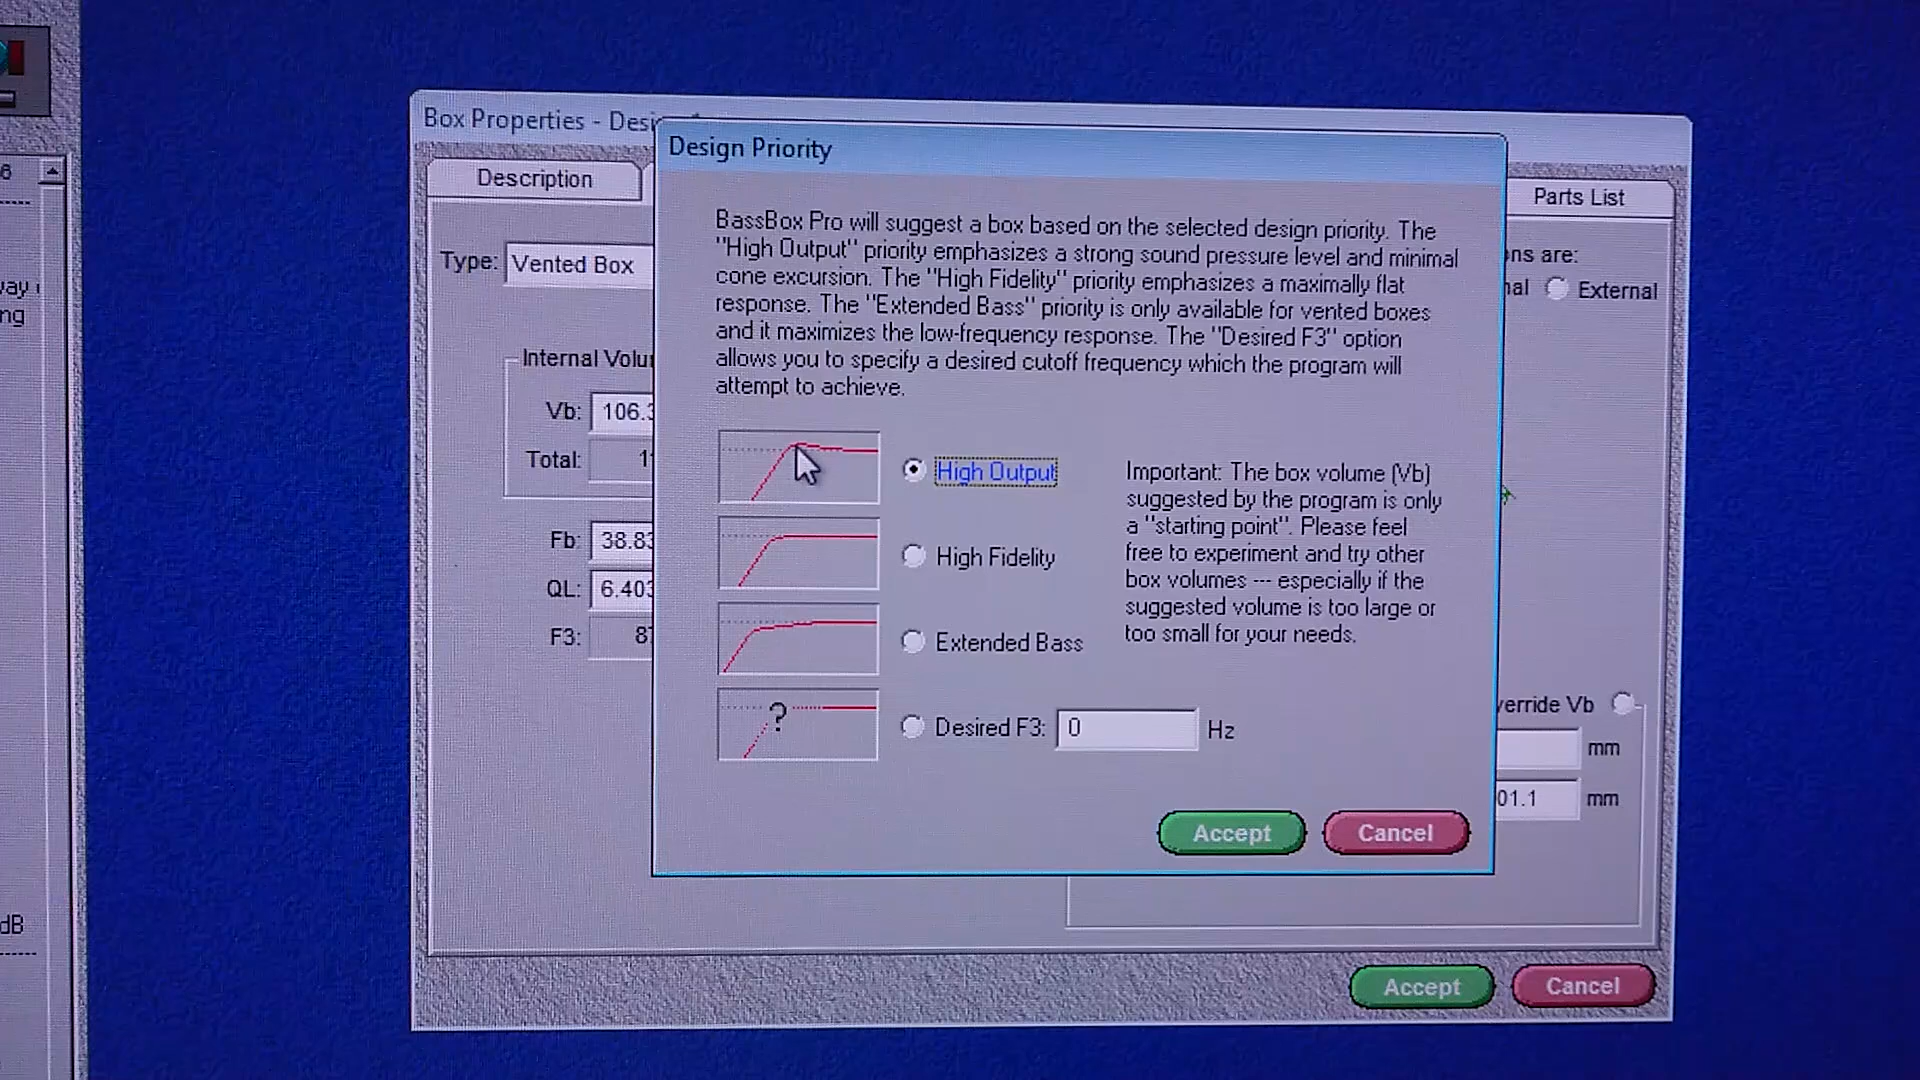 Box Properties - Desi
Design Priority
Description
Parts List
BassBox Pro will suggest a box based on the selected design priority. The
"High Output" priority emphasizes a strong sound pressure level and minimal
cone excursion. The "High Fidelity" priority emphasizes a maximally flat
response. The "Extended Bass" priority is only available for vented boxes
and it maximizes the low-frequency response. The "Desired F3" option
allows you to specify a desired cutoff frequency which the program will
attempt to achieve.
Type: Vented Box
ns are:
nal External
Internal Volu
Vb: 106.3
Total: 1
Fb: 38.83
QL: 6.403
F3: 87
High Output
High Fidelity
Extended Bass
? Desired F3: 0 Hz
Important: The box volume (Vb)
suggested by the program is only
a "starting point". Please feel
free to experiment and try other
box volumes --- especially if the
suggested volume is too large or
too small for your needs.
erride Vb
mm
01.1 mm
Accept Cancel
Accept Cancel
6
way
ng
dB